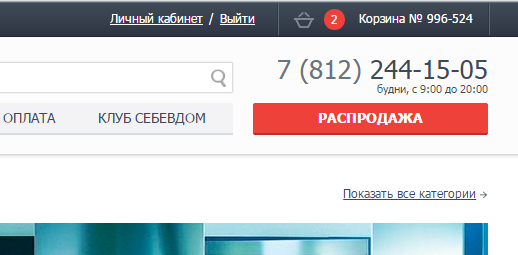 Личный кабинет / Выйти 2 Корзина № 996-524
7 (812) 244-15-05
будни, с 9:00 до 20:00
ОПЛАТА КЛУБ СЕБЕВДОМ РАСПРОДАЖА
Показать все категории →